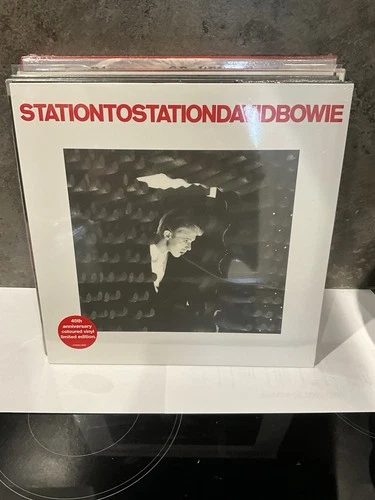 STATIONTOSTATIONDAVIDBOWIE
45th
anniversary
coloured vinyl
limited edition.